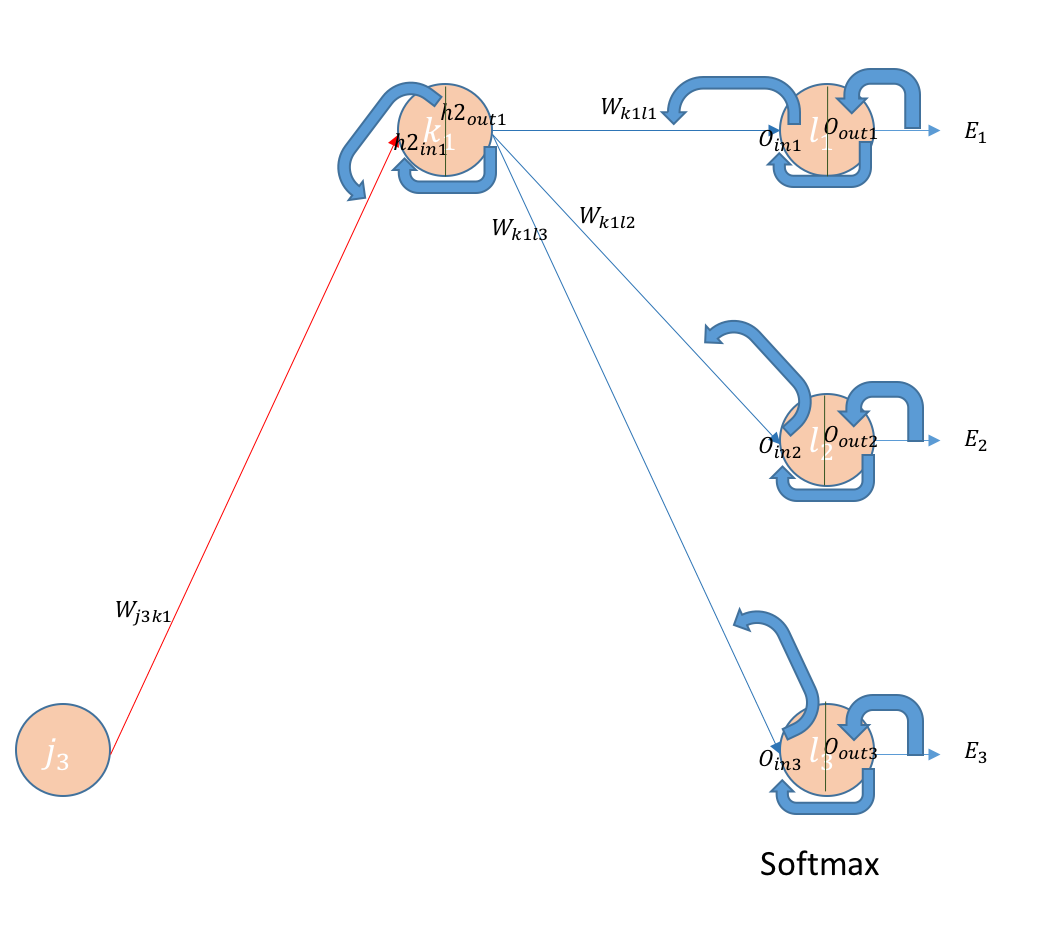 h2_{out1}
k_1
h2_{in1}
W_{k1l1}
O_{in1}
l_1
O_{out1}
E_1
W_{k1l3}
W_{k1l2}
O_{in2}
l_2
O_{out2}
E_2
W_{j3k1}
j_3
O_{in3}
l_3
O_{out3}
E_3
Softmax